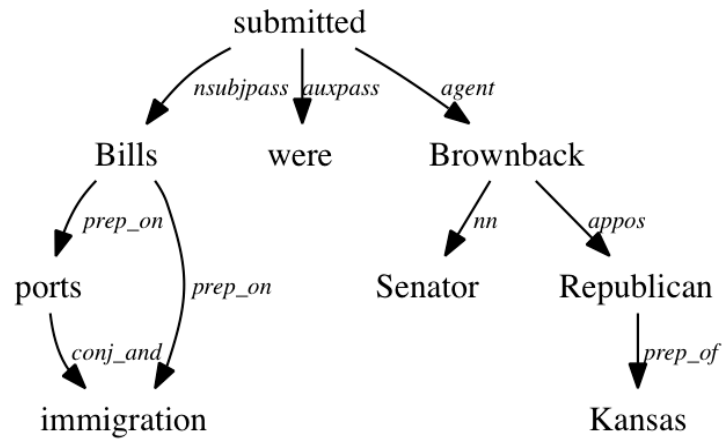 submitted
nsubjpass auxpass agent
Bills were Brownback
prep_on nn appos
ports prep_on Senator Republican
conj_and prep_of
immigration Kansas